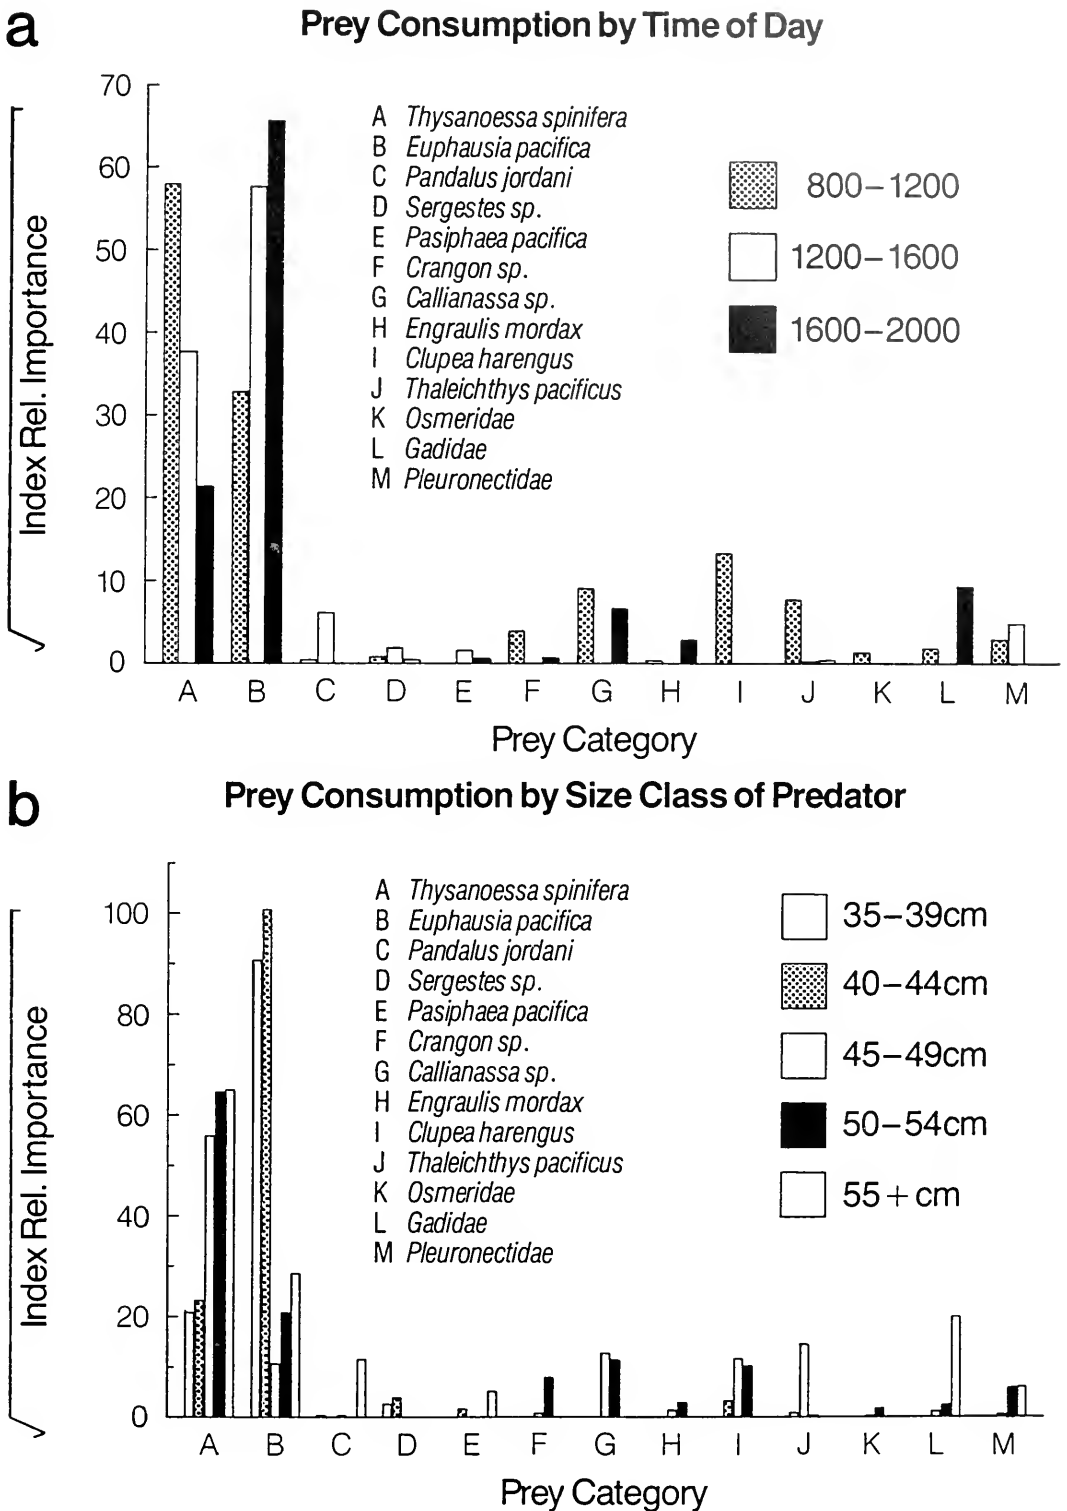 a
Prey Consumption by Time of Day
√Index Rel. Importance
70
60
50
40
30
20
10
0
A Thysanoessa spinifera
B Euphausia pacifica
C Pandalus jordani
D Sergestes sp.
E Pasiphaea pacifica
F Crangon sp.
G Callianassa sp.
H Engraulis mordax
I Clupea harengus
J Thaleichthys pacificus
K Osmeridae
L Gadidae
M Pleuronectidae
800-1200
1200-1600
1600-2000
A B C D E F G H I J K L M
Prey Category
b
Prey Consumption by Size Class of Predator
√Index Rel. Importance
100
80
60
40
20
0
A Thysanoessa spinifera
B Euphausia pacifica
C Pandalus jordani
D Sergestes sp.
E Pasiphaea pacifica
F Crangon sp.
G Callianassa sp.
H Engraulis mordax
I Clupea harengus
J Thaleichthys pacificus
K Osmeridae
L Gadidae
M Pleuronectidae
35-39cm
40-44cm
45-49cm
50-54cm
55+cm
A B C D E F G H I J K L M
Prey Category